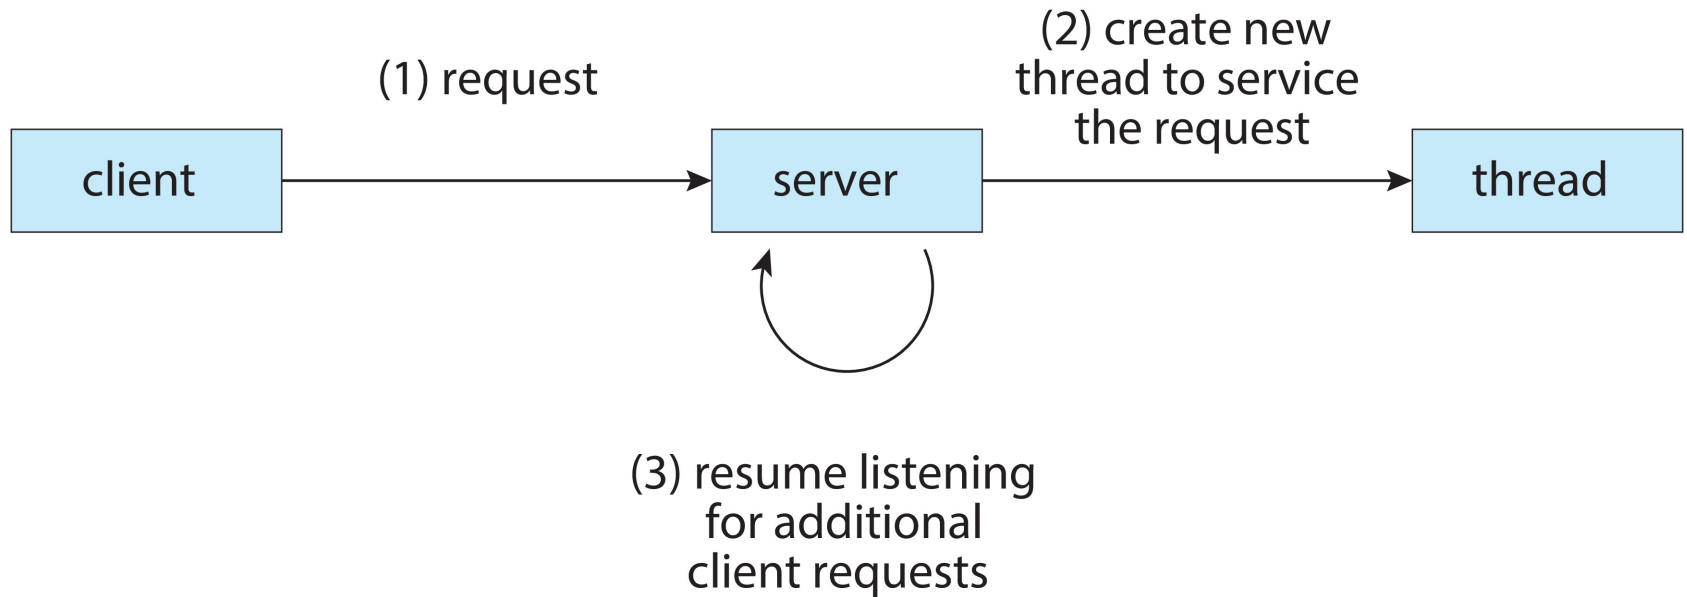 (1) request
(2) create new
thread to service
the request
client
server
thread
(3) resume listening
for additional
client requests